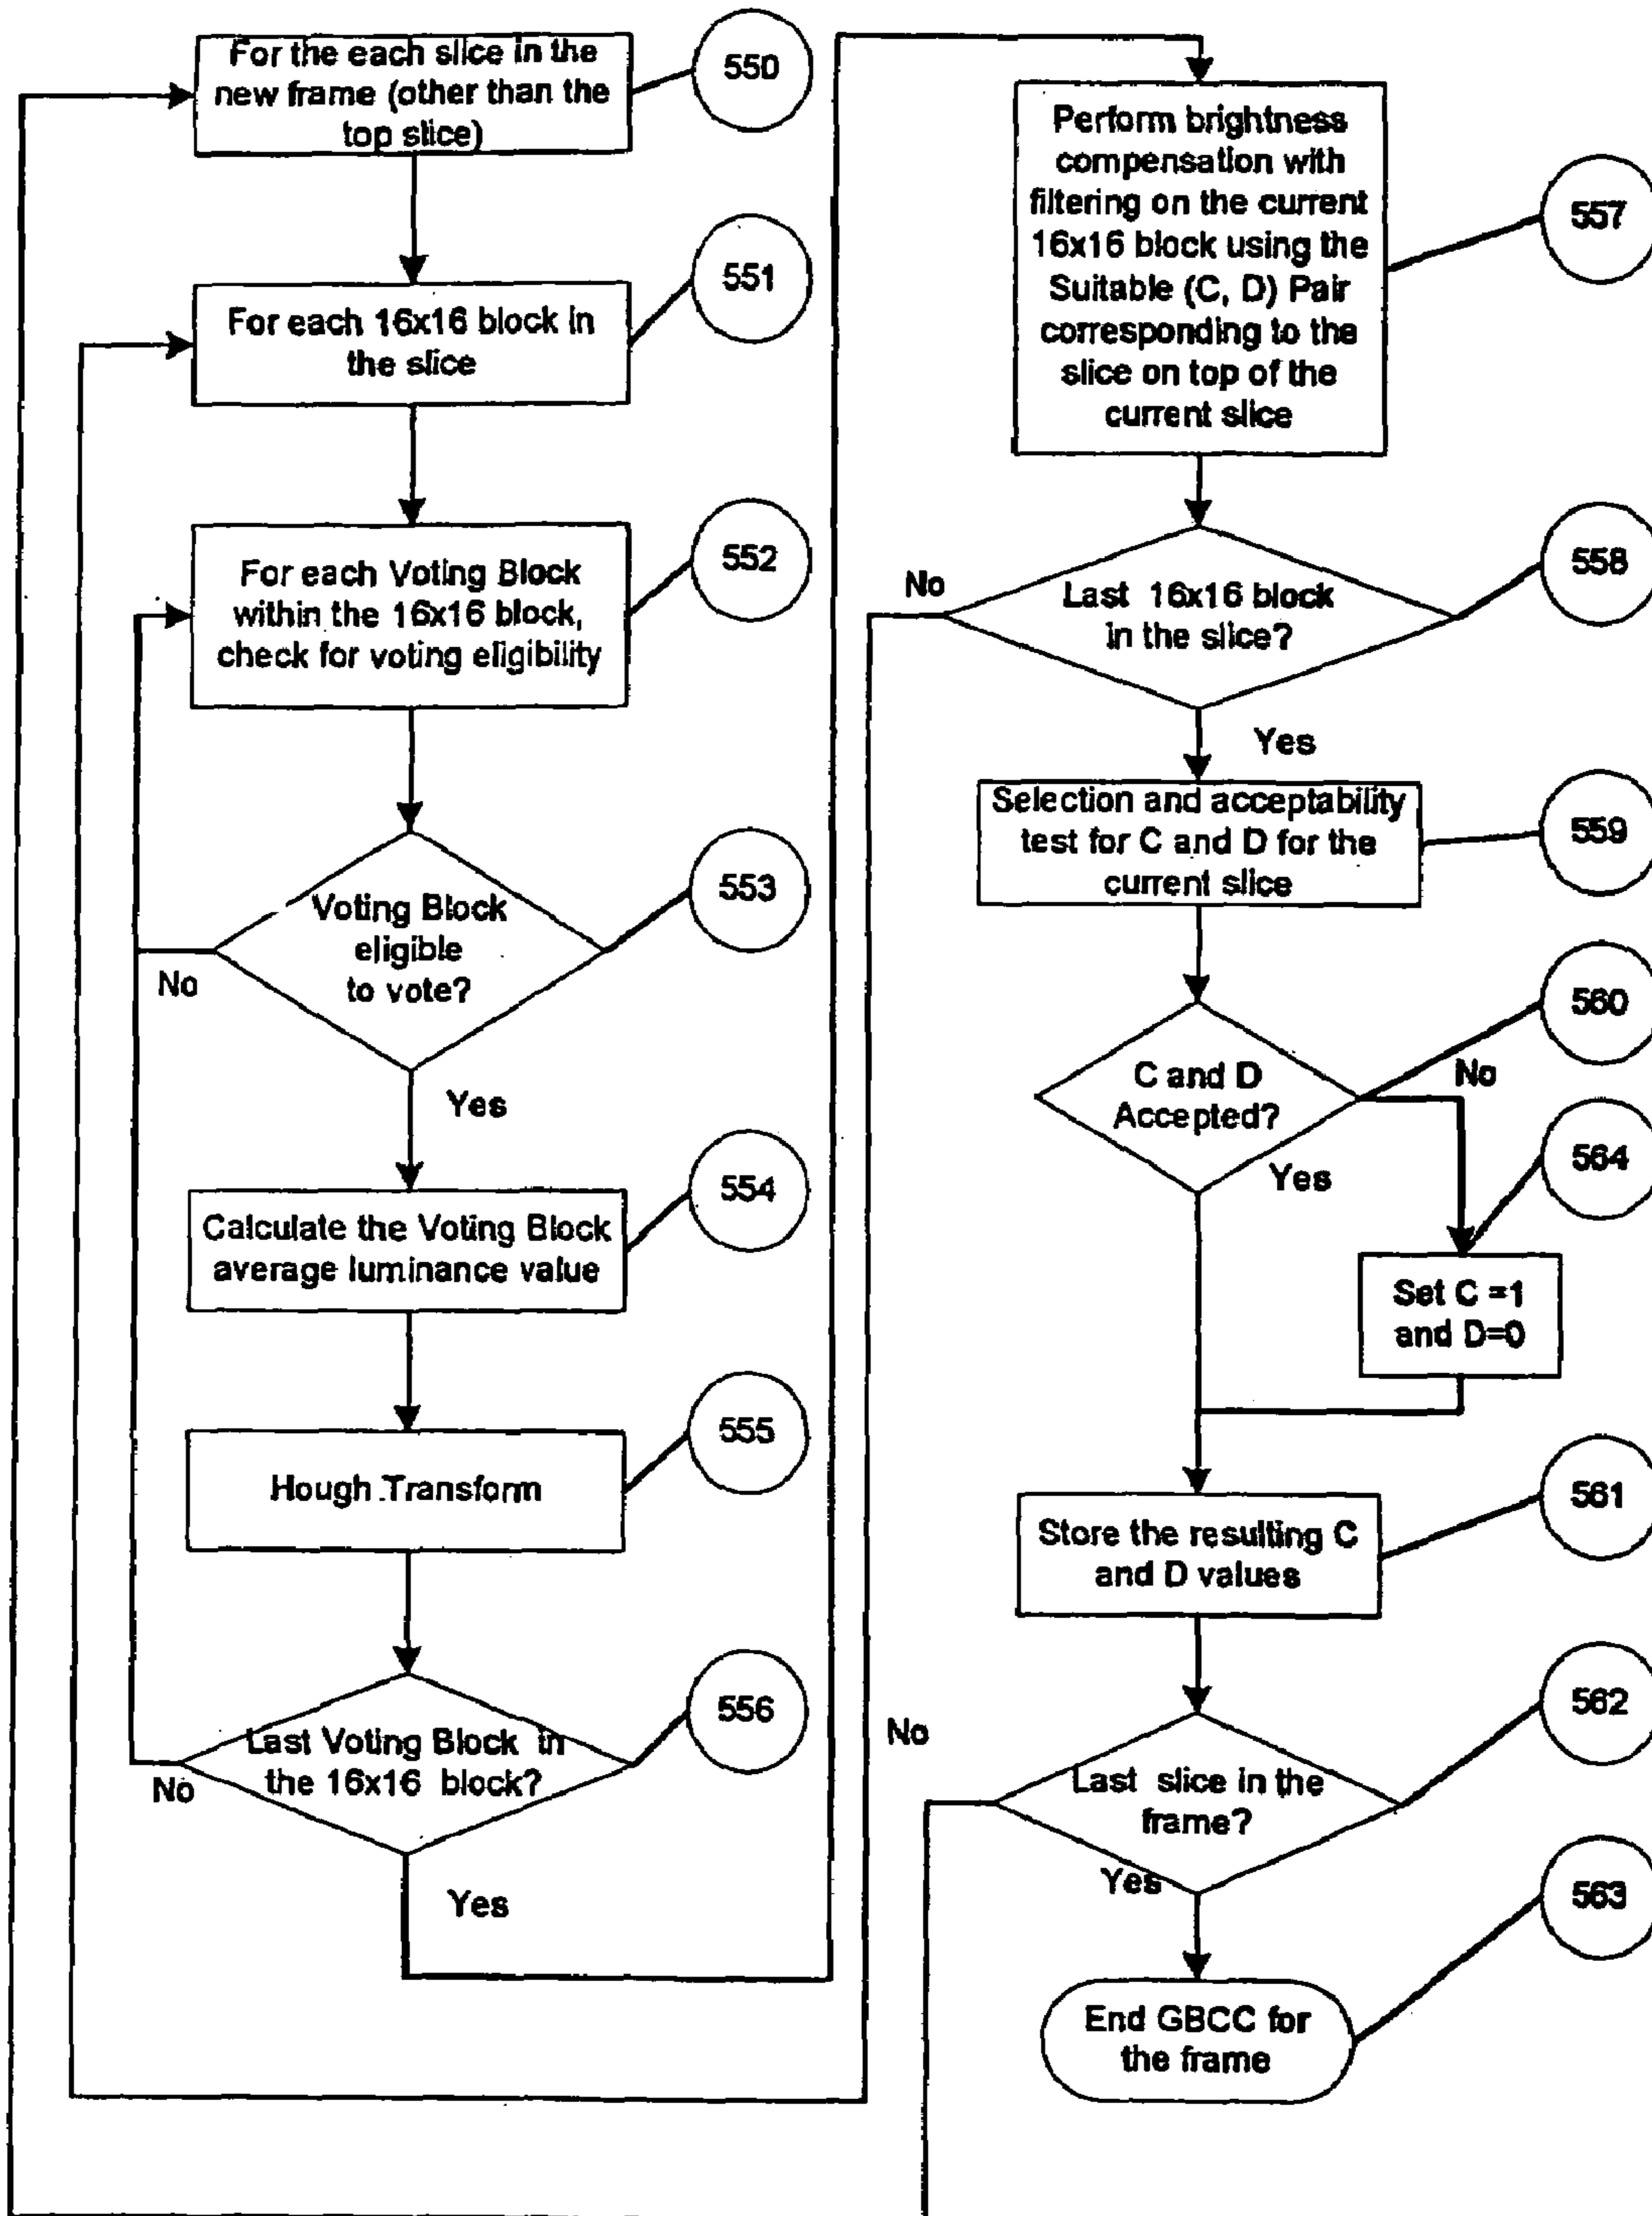 For the each slice in the
new frame (other than the
top slice)
550
For each 16x16 block in
the slice
551
For each Voting Block
within the 16x16 block,
check for voting eligibility
552
Voting Block
eligible
to vote?
553
No
Yes
Calculate the Voting Block
average luminance value
554
Hough Transform
555
Last Voting Block in
the 16x16 block?
556
No
Yes
Perform brightness
compensation with
filtering on the current
16x16 block using the
Suitable (C, D) Pair
corresponding to the
slice on top of the
current slice
557
Last 16x16 block
in the slice?
558
No
Yes
Selection and acceptability
test for C and D for the
current slice
559
C and D
Accepted?
560
No
Yes
564
Set C =1
and D=0
Store the resulting C
and D values
561
Last slice in the
frame?
562
No
Yes
End GBCC for
the frame
563